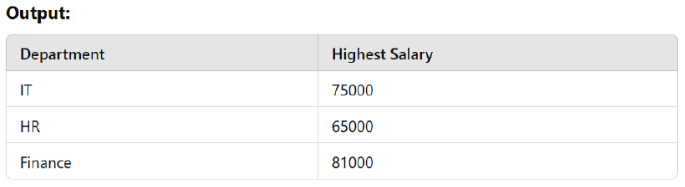 Output:
Department Highest Salary
IT 75000
HR 65000
Finance 81000